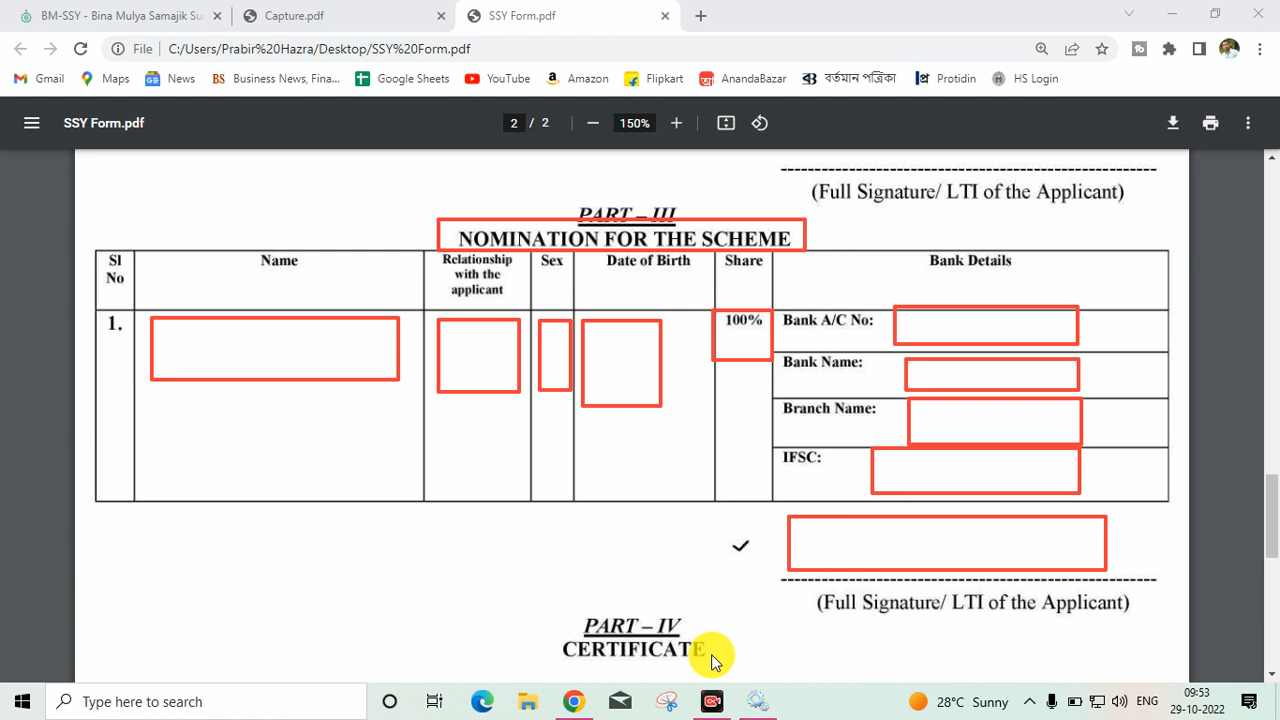 BM-SSY - Bina Mulya Samajik Su
Capture.pdf
SSY Form.pdf
File
C:/Users/Prabir%20Hazra/Desktop/SSY%20Form.pdf
Gmail
Maps
News
BS Business News, Fina...
Google Sheets
YouTube
Amazon
Flipkart
AnandaBazar
বর্তমান পত্রিকা
Protidin
HS Login
SSY Form.pdf
2 / 2
150%
(Full Signature/ LTI of the Applicant)
PART – III
NOMINATION FOR THE SCHEME
Sl No
Name
Relationship with the applicant
Sex
Date of Birth
Share
Bank Details
1.
100%
Bank A/C No:
Bank Name:
Branch Name:
IFSC:
(Full Signature/ LTI of the Applicant)
PART – IV
CERTIFICATE
Type here to search
28°C Sunny
ENG
09:53
29-10-2022